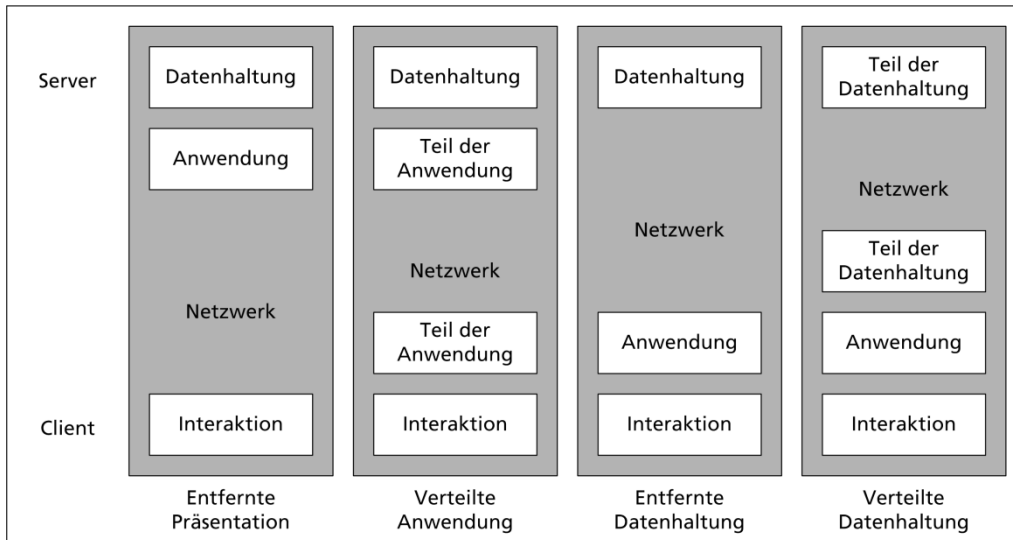 Server
Client
Datenhaltung
Anwendung
Netzwerk
Interaktion
Entfernte
Präsentation
Datenhaltung
Teil der
Anwendung
Netzwerk
Teil der
Anwendung
Interaktion
Verteilte
Anwendung
Datenhaltung
Netzwerk
Anwendung
Interaktion
Entfernte
Datenhaltung
Teil der
Datenhaltung
Netzwerk
Teil der
Datenhaltung
Anwendung
Interaktion
Verteilte
Datenhaltung